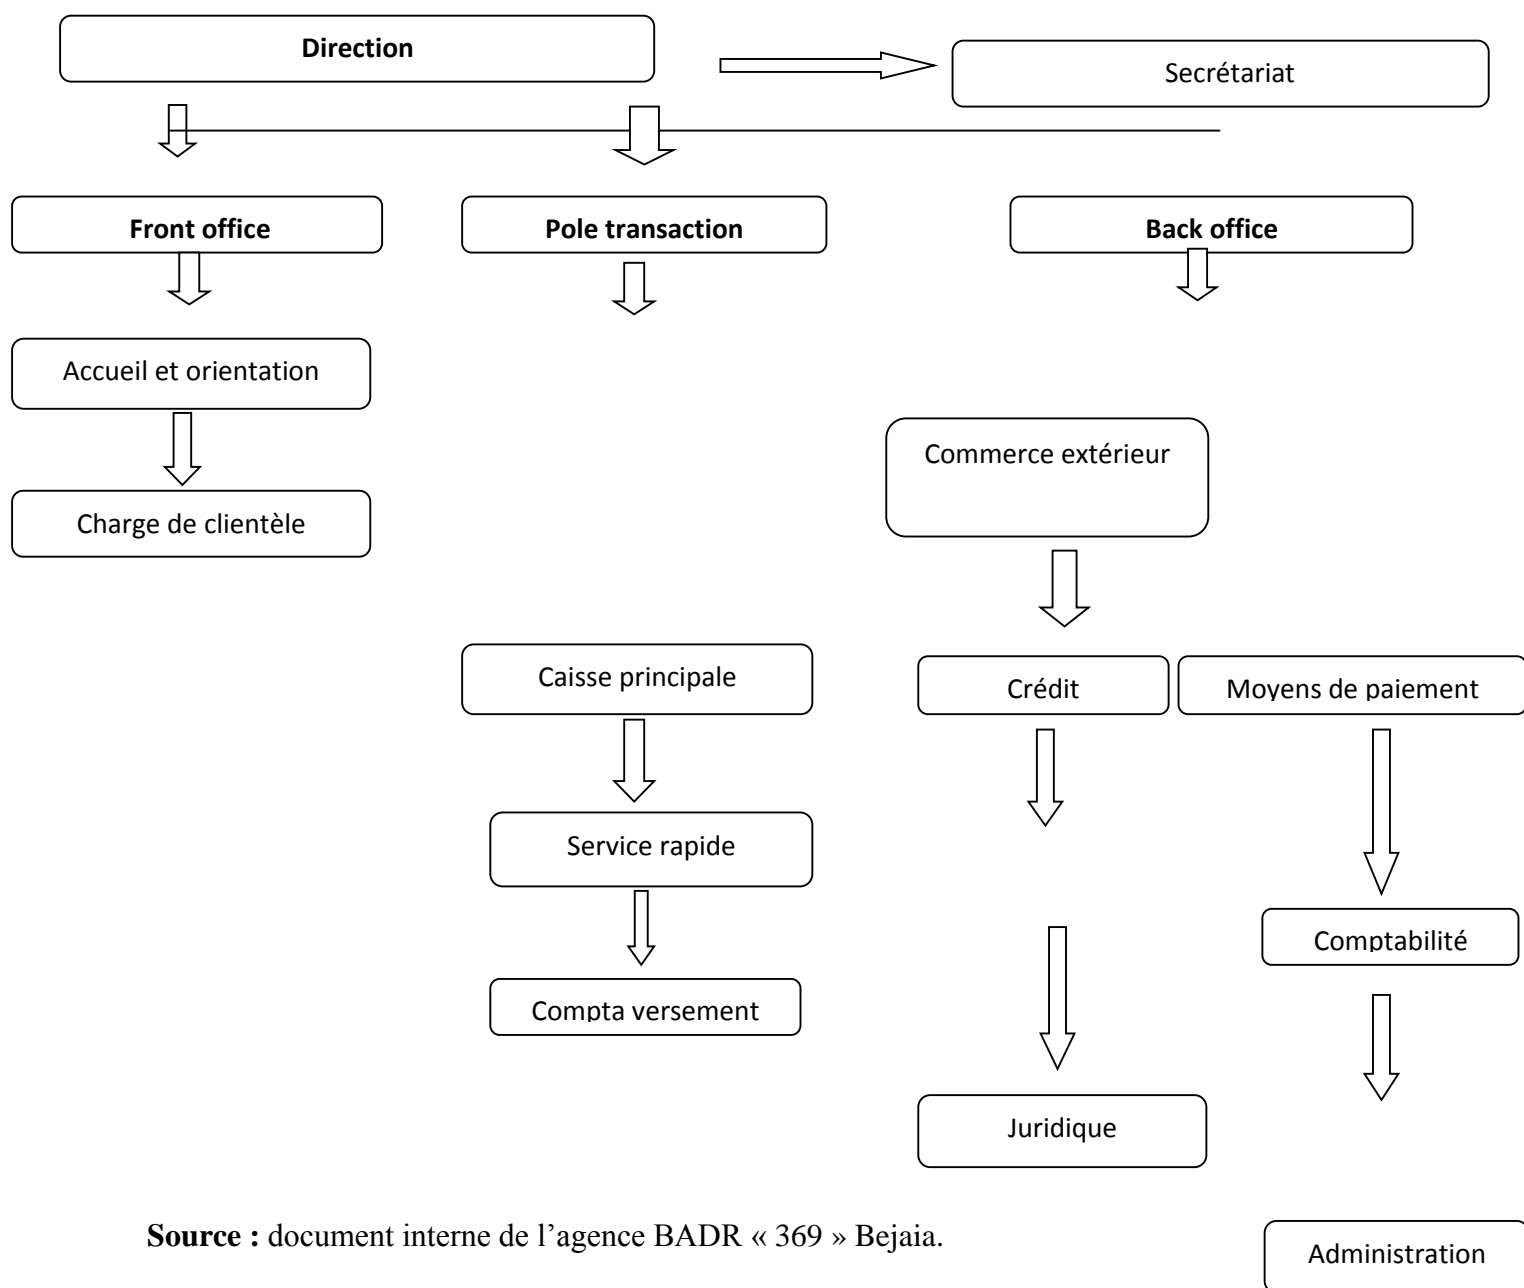 Direction
Secrétariat
Front office
Pole transaction
Back office
Accueil et orientation
Commerce extérieur
Charge de clientèle
Caisse principale
Crédit
Moyens de paiement
Service rapide
Comptabilité
Compta versement
Juridique
Source : document interne de l’agence BADR « 369 » Bejaia.
Administration